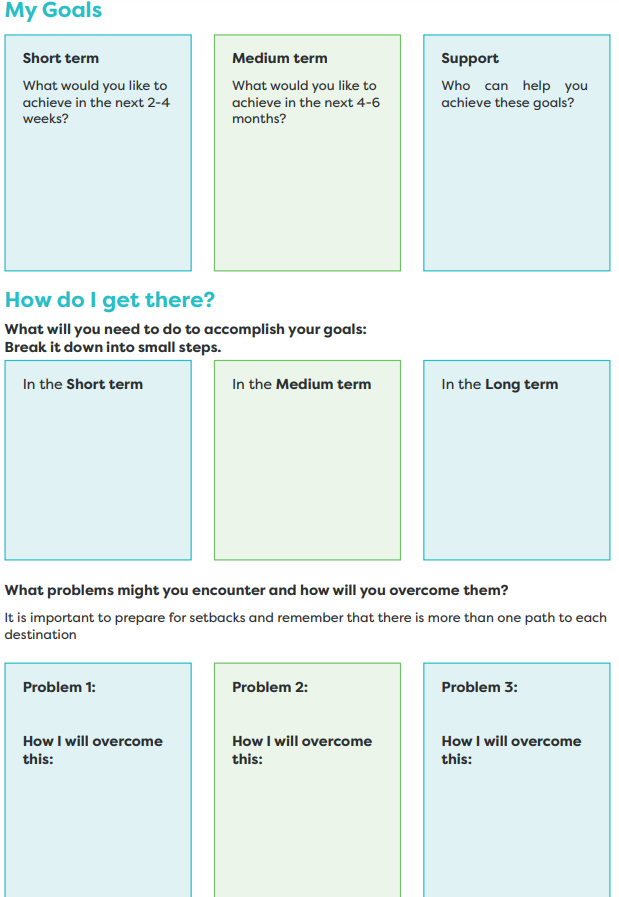 My Goals
Short term
What would you like to
achieve in the next 2-4
weeks?
Medium term
What would you like to
achieve in the next 4-6
months?
Support
Who can help you
achieve these goals?
How do I get there?
What will you need to do to accomplish your goals:
Break it down into small steps.
In the Short term
In the Medium term
In the Long term
What problems might you encounter and how will you overcome them?
It is important to prepare for setbacks and remember that there is more than one path to each
destination
Problem 1:
How I will overcome
this:
Problem 2:
How I will overcome
this:
Problem 3:
How I will overcome
this: